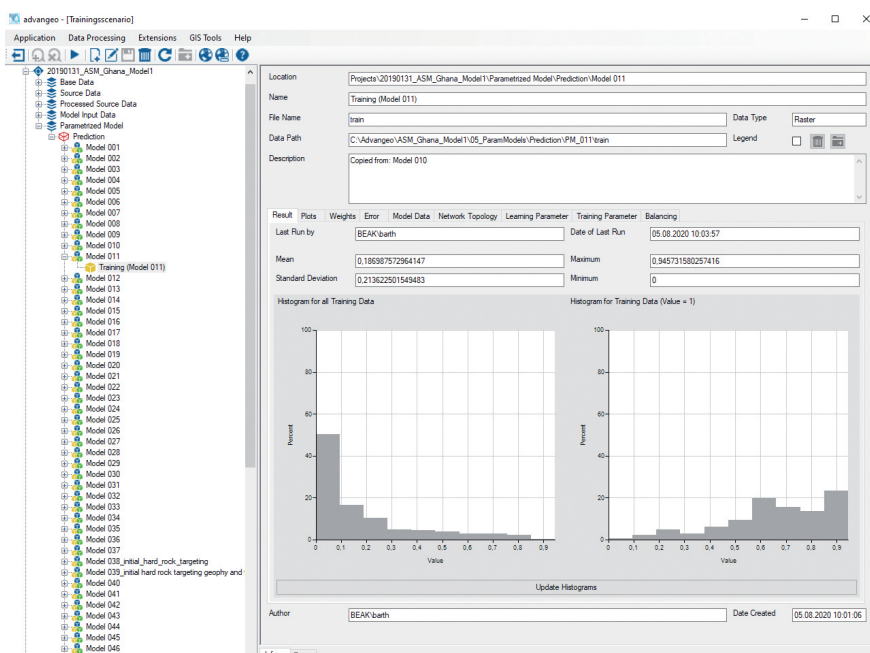 advangeo - [Trainingsscenario]
Application Data Processing Extensions GIS Tools Help
20190131_ASM_Ghana_Model1
Base Data
Source Data
Processed Source Data
Model Input Data
Parametrized Model
Prediction
Model 001
Model 002
Model 003
Model 004
Model 005
Model 006
Model 007
Model 008
Model 009
Model 010
Model 011
Training (Model 011)
Model 012
Model 013
Model 014
Model 015
Model 016
Model 017
Model 018
Model 019
Model 020
Model 021
Model 022
Model 023
Model 024
Model 025
Model 026
Model 027
Model 028
Model 029
Model 030
Model 031
Model 032
Model 033
Model 034
Model 035
Model 036
Model 037
Model 038_initial_hard_rock_targeting
Model 039_initial hard rock targeting geophy and
Model 040
Model 041
Model 042
Model 043
Model 044
Model 045
Model 046
Location Projects\20190131_ASM_Ghana_Model1\Parametrized Model\Prediction\Model 011
Name Training (Model 011)
File Name train Data Type Raster
Data Path C:\Advangeo\ASM_Ghana_Model1\05_ParamModels\Prediction\PM_011\train Legend
Description Copied from: Model 010
Result Plots Weights Error Model Data Network Topology Learning Parameter Training Parameter Balancing
Last Run by BEAK\barth Date of Last Run 05.08.2020 10:03:57
Mean 0,186987572964147 Maximum 0,945731580257416
Standard Deviation 0,213622501549483 Minimum 0
Histogram for all Training Data
100
80
60
40
20
0
Percent
0 0,1 0,2 0,3 0,4 0,5 0,6 0,7 0,8 0,9
Value
Histogram for Training Data (Value = 1)
100
80
60
40
20
0
Percent
0 0,1 0,2 0,3 0,4 0,5 0,6 0,7 0,8 0,9
Value
Update Histograms
Author BEAK\barth Date Created 05.08.2020 10:01:06